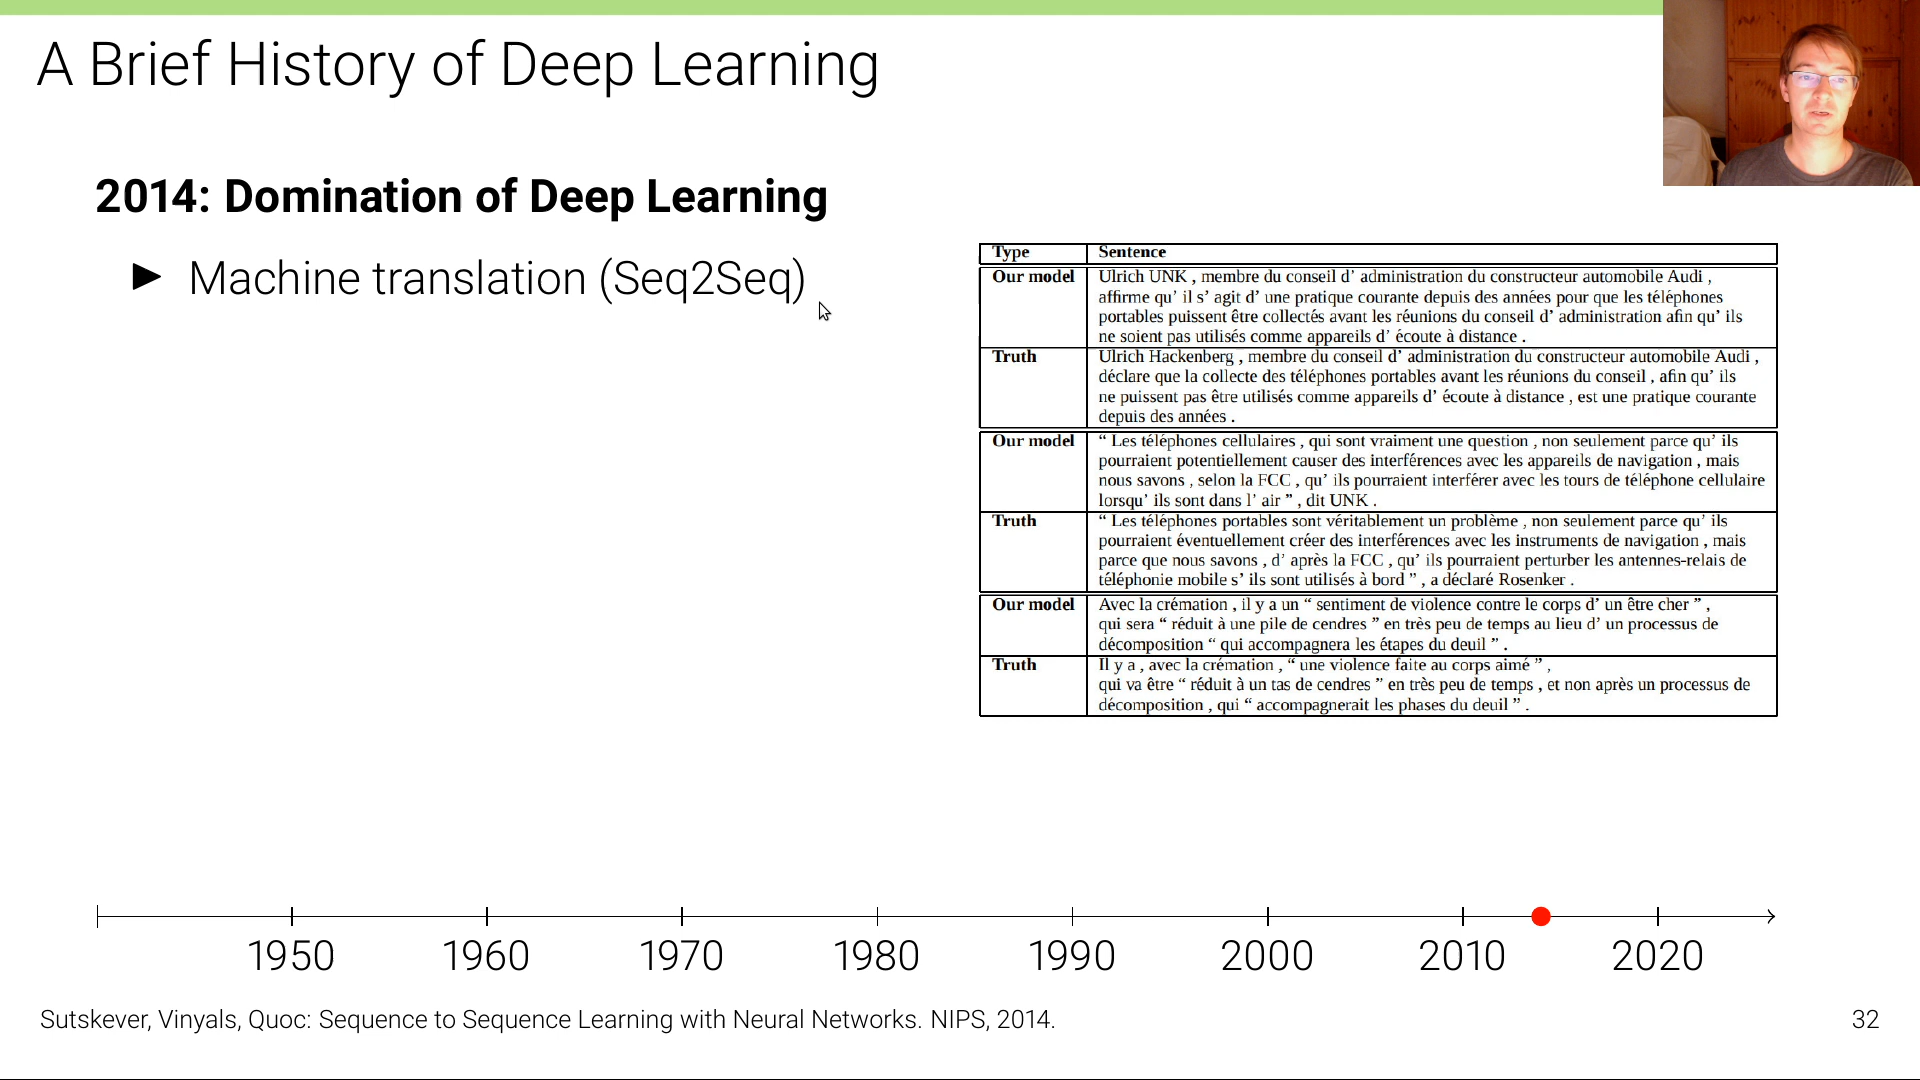 A Brief History of Deep Learning
2014: Domination of Deep Learning
► Machine translation (Seq2Seq)
Type Sentence
Our model Ulrich UNK , membre du conseil d’ administration du constructeur automobile Audi ,
affirme qu’ il s’ agit d’ une pratique courante depuis des années pour que les téléphones
portables puissent être collectés avant les réunions du conseil d’ administration afin qu’ ils
ne soient pas utilisés comme appareils d’ écoute à distance .
Truth Ulrich Hackenberg , membre du conseil d’ administration du constructeur automobile Audi ,
déclare que la collecte des téléphones portables avant les réunions du conseil , afin qu’ ils
ne puissent pas être utilisés comme appareils d’ écoute à distance , est une pratique courante
depuis des années .
Our model “ Les téléphones cellulaires , qui sont vraiment une question , non seulement parce qu’ ils
pourraient potentiellement causer des interférences avec les appareils de navigation , mais
nous savons , selon la FCC , qu’ ils pourraient interférer avec les tours de téléphone cellulaire
lorsqu’ ils sont dans l’ air ” , dit UNK .
Truth “ Les téléphones portables sont véritablement un problème , non seulement parce qu’ ils
pourraient éventuellement créer des interférences avec les instruments de navigation , mais
parce que nous savons , d’ après la FCC , qu’ ils pourraient perturber les antennes-relais de
téléphonie mobile s’ ils sont utilisés à bord ” , a déclaré Rosenker .
Our model Avec la crémation , il y a un “ sentiment de violence contre le corps d’ un être cher ” ,
qui sera “ réduit à une pile de cendres ” en très peu de temps au lieu d’ un processus de
décomposition “ qui accompagnera les étapes du deuil ” .
Truth Il y a , avec la crémation , “ une violence faite au corps aimé ” ,
qui va être “ réduit à un tas de cendres ” en très peu de temps , et non après un processus de
décomposition , qui “ accompagnerait les phases du deuil ” .
1950 1960 1970 1980 1990 2000 2010 2020
Sutskever, Vinyals, Quoc: Sequence to Sequence Learning with Neural Networks. NIPS, 2014.
32